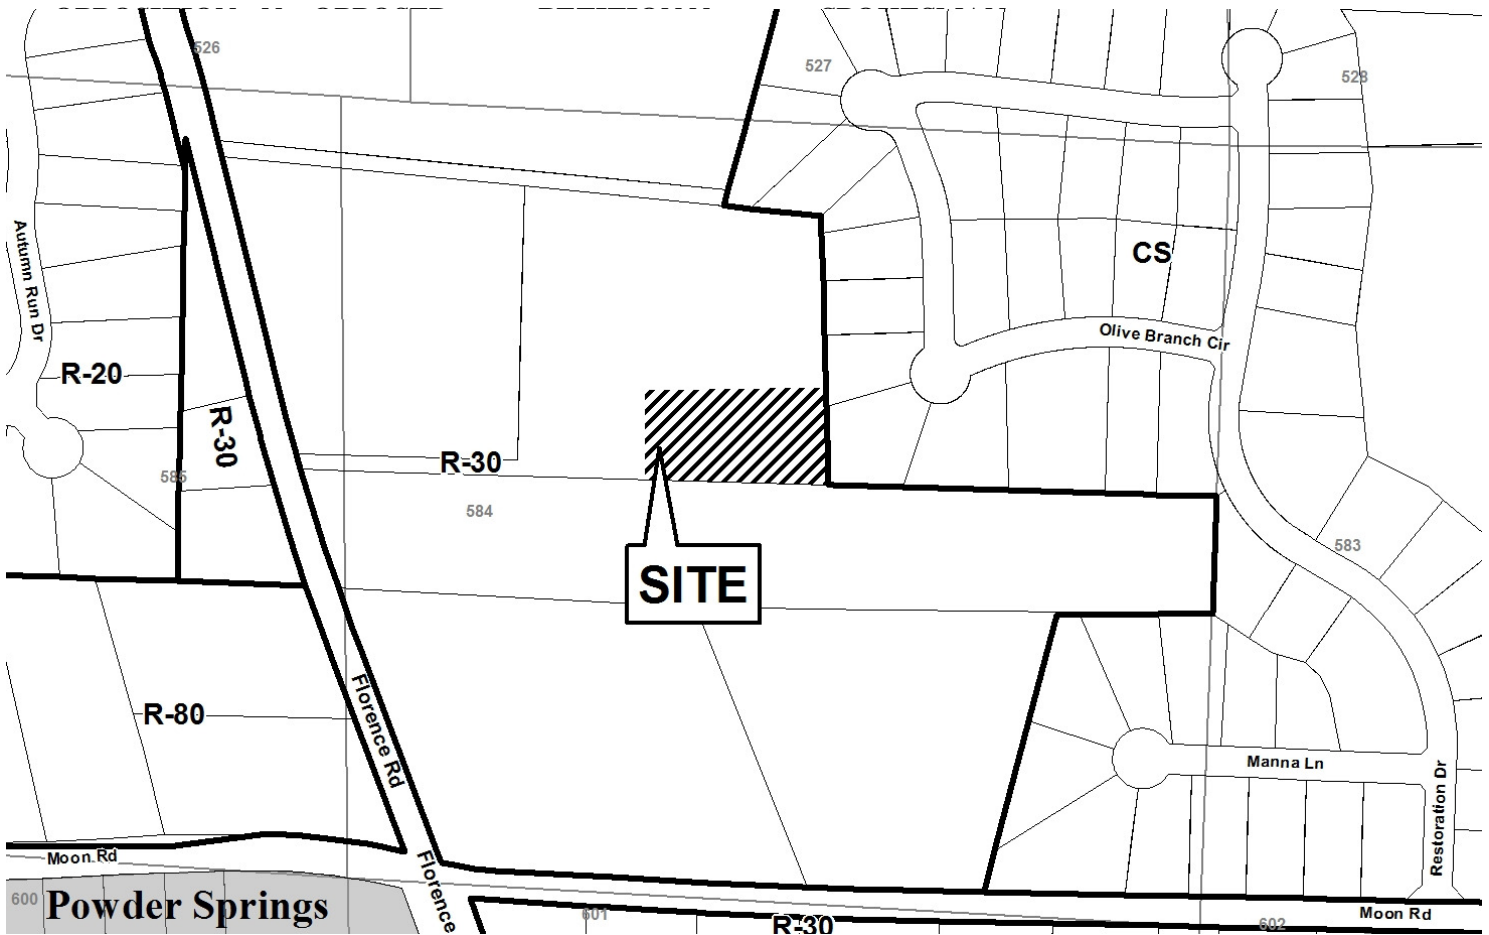 526
527
528
Autumn Run Dr
CS
Olive Branch Cir
R-20
R-30
R-30
585
584
583
SITE
R-80
Florence Rd
Manna Ln
Restoration Dr
Moon Rd
Florence
600
Powder Springs
601
R-30
602
Moon Rd